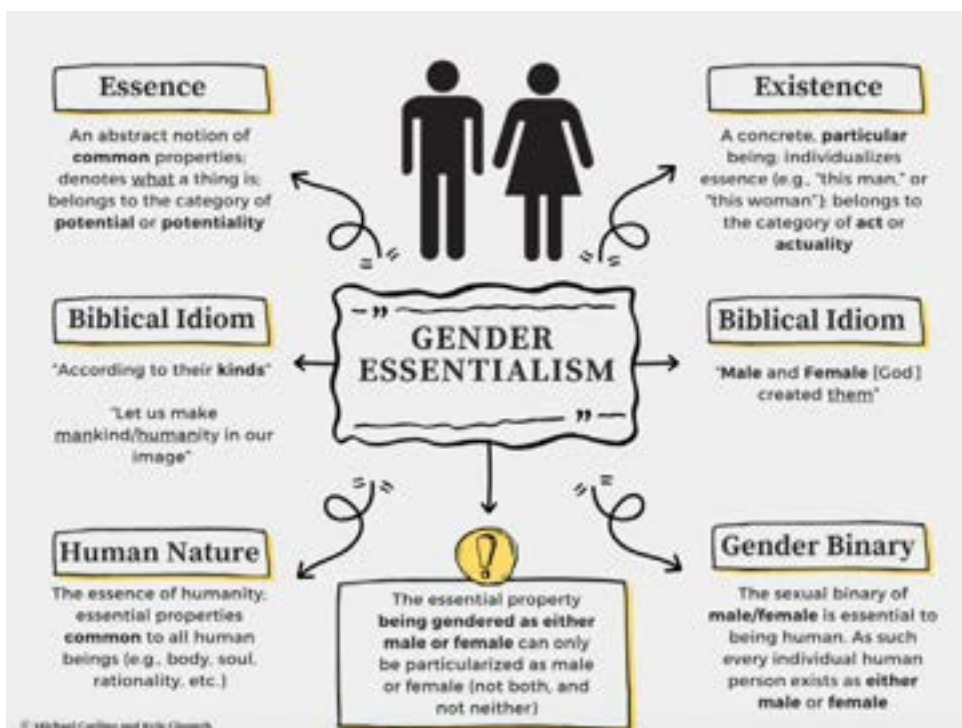 Essence
An abstract notion of
common properties;
denotes what a thing is;
belongs to the category of
potential or potentiality
Existence
A concrete, particular
being; individualizes
essence (e.g., "this man," or
"this woman"); belongs to
the category of act or
actuality
Biblical Idiom
"According to their kinds"
"Let us make
mankind/humanity in our
image"
GENDER
ESSENTIALISM
Biblical Idiom
"Male and Female [God]
created them"
Human Nature
The essence of humanity;
essential properties
common to all human
beings (e.g., body, soul,
rationality, etc.)
The essential property
being gendered as either
male or female can only
be particularized as male
or female (not both, and
not neither)
Gender Binary
The sexual binary of
male/female is essential to
being human. As such
every individual human
person exists as either
male or female
© Michael